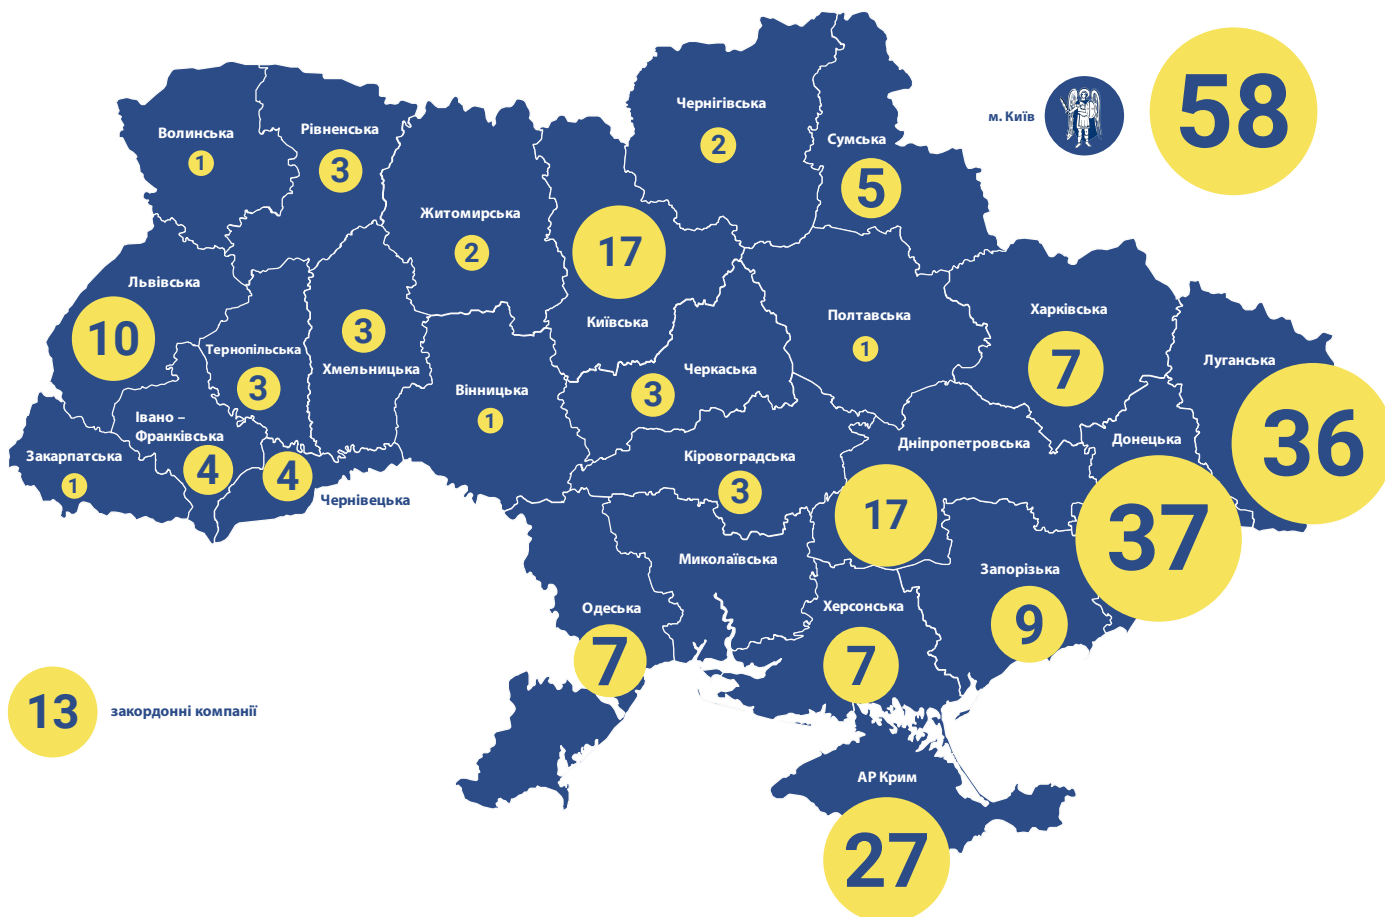 м. Київ
58
Чернігівська
2
Сумська
5
Волинська
1
Рівненська
3
Житомирська
2
17
Київська
Львівська
10
Тернопільська
3
3
Хмельницька
Вінницька
1
Черкаська
3
Полтавська
1
Харківська
7
Луганська
36
Івано –
Франківська
4
Закарпатська
1
4
Чернівецька
Кіровоградська
3
Дніпропетровська
17
Донецька
37
Миколаївська
Запорізька
9
Одеська
7
Херсонська
7
13
закордонні компанії
АР Крим
27